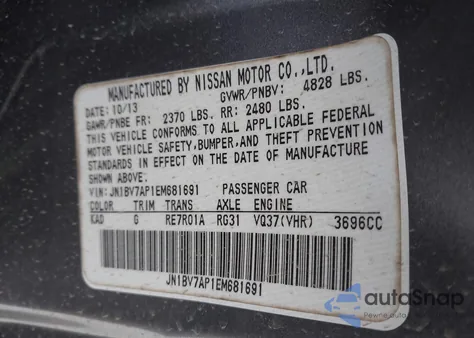 MANUFACTURED BY NISSAN MOTOR CO.,LTD.
DATE: 10/13 GVWR/PNBV: 4828 LBS.
GAWR/PNBE FR: 2370 LBS. RR: 2480 LBS.
THIS VEHICLE CONFORMS TO ALL APPLICABLE FEDERAL
MOTOR VEHICLE SAFETY,BUMPER,AND THEFT PREVENTION
STANDARDS IN EFFECT ON THE DATE OF MANUFACTURE
SHOWN ABOVE.
VIN:JN1BV7AP1EM681691 PASSENGER CAR
COLOR TRIM TRANS AXLE ENGINE
KAD G RE7R01A RG31 VQ37(VHR) 3696CC
JN1BV7AP1EM681691
autoSnap
Pewne auto